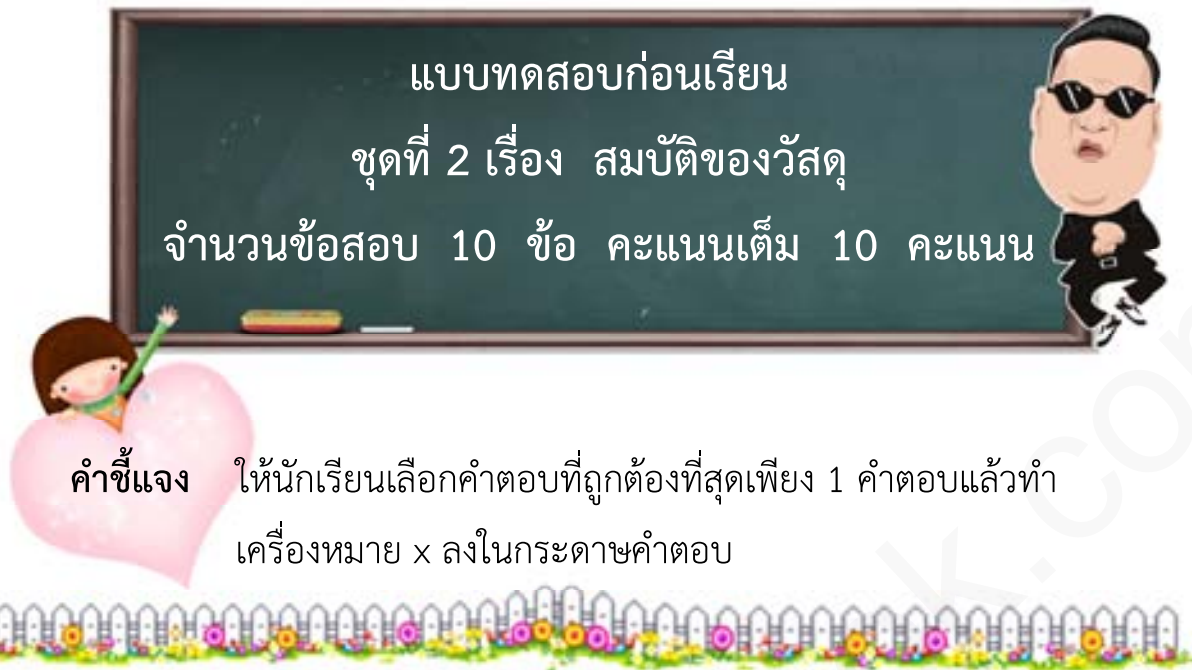 แบบทดสอบก่อนเรียน
ชุดที่ 2 เรื่อง สมบัติของวัสดุ
จำนวนข้อสอบ 10 ข้อ คะแนนเต็ม 10 คะแนน
คำชี้แจง ให้นักเรียนเลือกคำตอบที่ถูกต้องที่สุดเพียง 1 คำตอบแล้วทำ
เครื่องหมาย x ลงในกระดาษคำตอบ